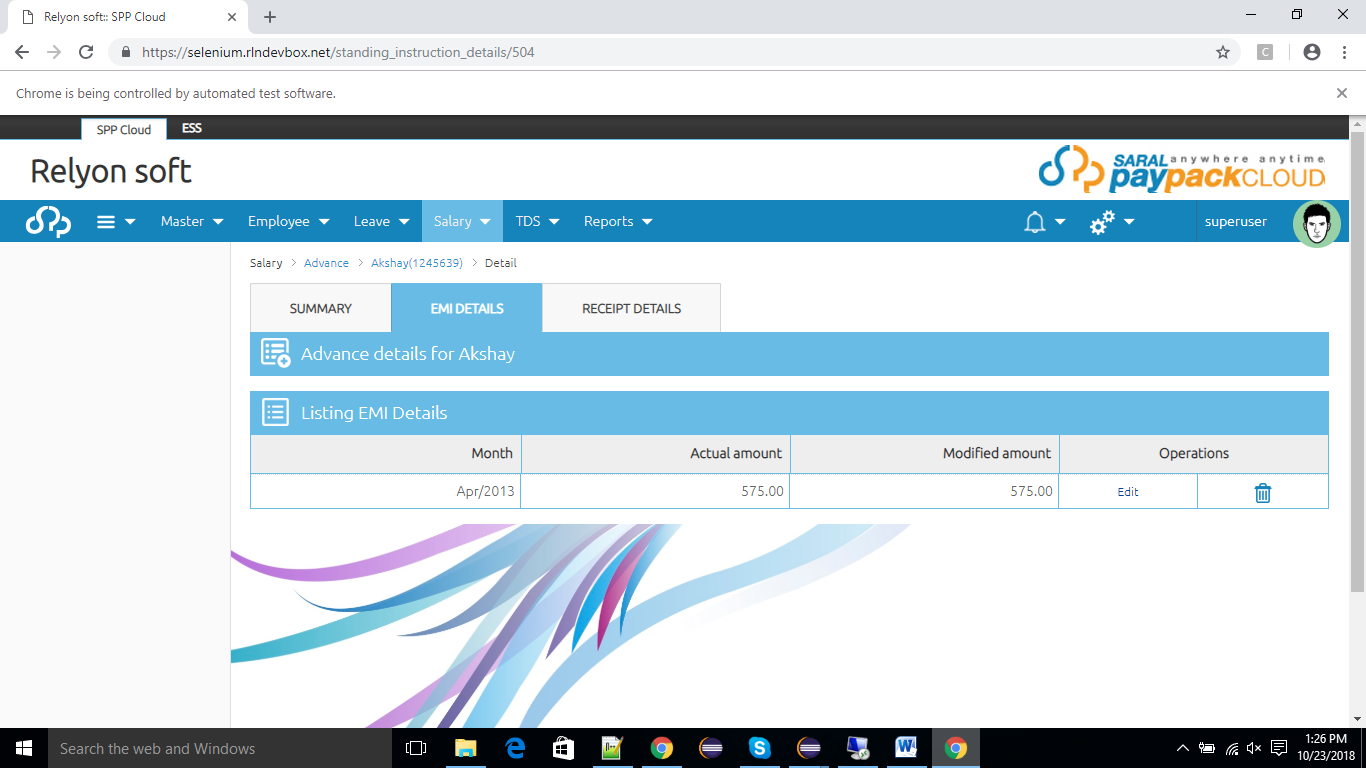 Relyon soft:: SPP Cloud
https://selenium.rlndevbox.net/standing_instruction_details/504
C
Chrome is being controlled by automated test software.
SPP Cloud ESS
Relyon soft
SARAL anywhere anytime
paypackCLOUD
Master Employee Leave Salary TDS Reports superuser
Salary > Advance > Akshay(1245639) > Detail
SUMMARY EMI DETAILS RECEIPT DETAILS
Advance details for Akshay
Listing EMI Details
Month Actual amount Modified amount Operations
Apr/2013 575.00 575.00 Edit
Search the web and Windows
1:26 PM
10/23/2018